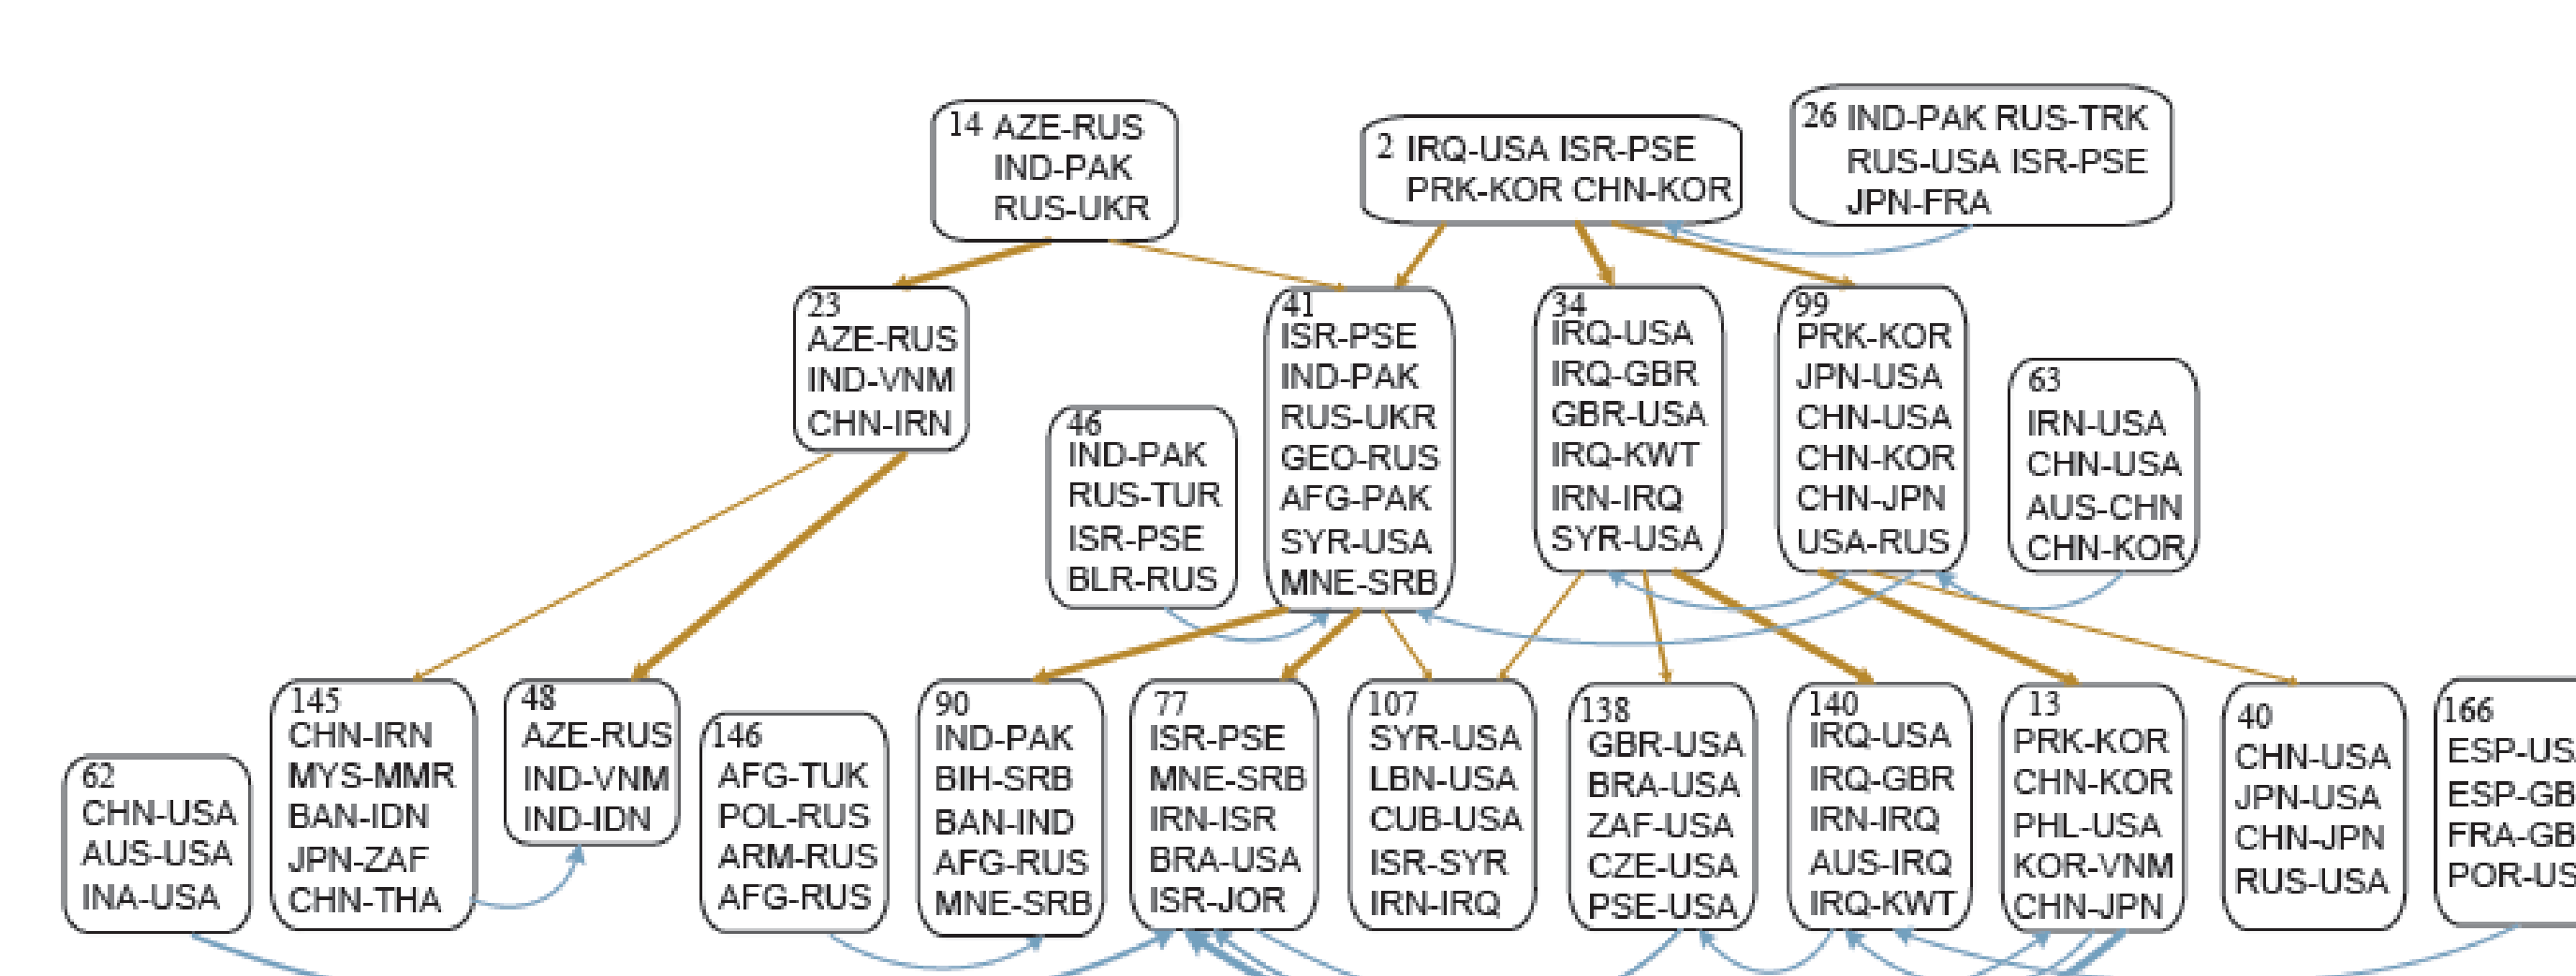 14 AZE-RUS
IND-PAK
RUS-UKR
2 IRQ-USA ISR-PSE
PRK-KOR CHN-KOR
26 IND-PAK RUS-TRK
RUS-USA ISR-PSE
JPN-FRA
23
AZE-RUS
IND-VNM
CHN-IRN
46
IND-PAK
RUS-TUR
ISR-PSE
BLR-RUS
41
ISR-PSE
IND-PAK
RUS-UKR
GEO-RUS
AFG-PAK
SYR-USA
MNE-SRB
34
IRQ-USA
IRQ-GBR
GBR-USA
IRQ-KWT
IRN-IRQ
SYR-USA
99
PRK-KOR
JPN-USA
CHN-USA
CHN-KOR
CHN-JPN
USA-RUS
63
IRN-USA
CHN-USA
AUS-CHN
CHN-KOR
62
CHN-USA
AUS-USA
INA-USA
145
CHN-IRN
MYS-MMR
BAN-IDN
JPN-ZAF
CHN-THA
48
AZE-RUS
IND-VNM
IND-IDN
146
AFG-TUK
POL-RUS
ARM-RUS
AFG-RUS
90
IND-PAK
BIH-SRB
BAN-IND
AFG-RUS
MNE-SRB
77
ISR-PSE
MNE-SRB
IRN-ISR
BRA-USA
ISR-JOR
107
SYR-USA
LBN-USA
CUB-USA
ISR-SYR
IRN-IRQ
138
GBR-USA
BRA-USA
ZAF-USA
CZE-USA
PSE-USA
140
IRQ-USA
IRQ-GBR
IRN-IRQ
AUS-IRQ
IRQ-KWT
13
PRK-KOR
CHN-KOR
PHL-USA
KOR-VNM
CHN-JPN
40
CHN-USA
JPN-USA
CHN-JPN
RUS-USA
166
ESP-US
ESP-GB
FRA-GB
POR-US